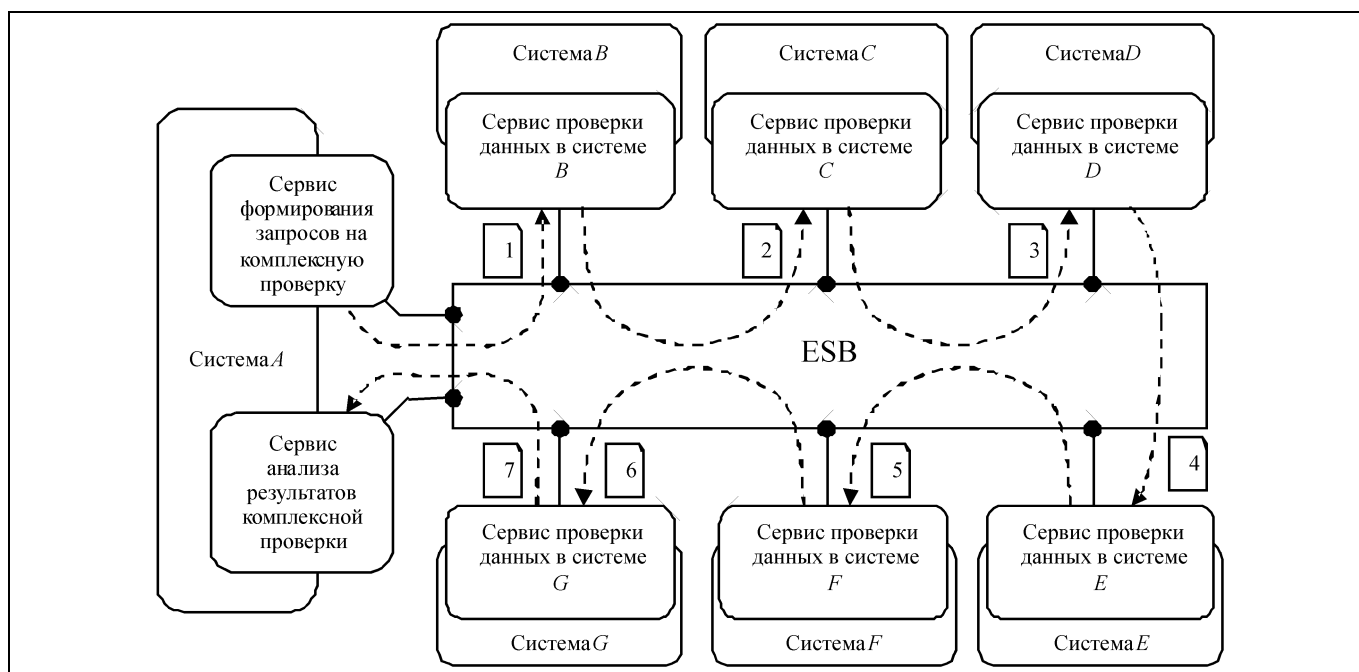 Система B
Система C
Система D
Сервис проверки
данных в системе
B
Сервис проверки
данных в системе
C
Сервис проверки
данных в системе
D
Сервис
формирования
запросов на
комплексную
проверку
1
2
3
Система A
ESB
Сервис
анализа
результатов
комплексной
проверки
7
6
5
4
Сервис проверки
данных в системе
G
Сервис проверки
данных в системе
F
Сервис проверки
данных в системе
E
Система G
Система F
Система E